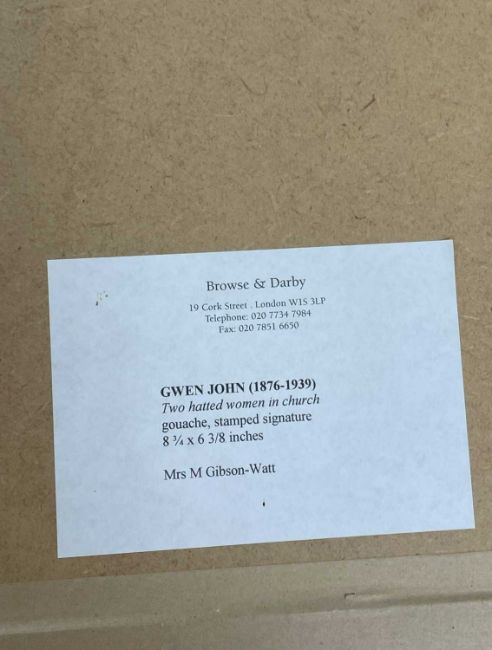 Browse & Darby
19 Cork Street . London W1S 3LP
Telephone: 020 7734 7984
Fax: 020 7851 6650
GWEN JOHN (1876-1939)
Two hatted women in church
gouache, stamped signature
8 ¾ x 6 3/8 inches
Mrs M Gibson-Watt